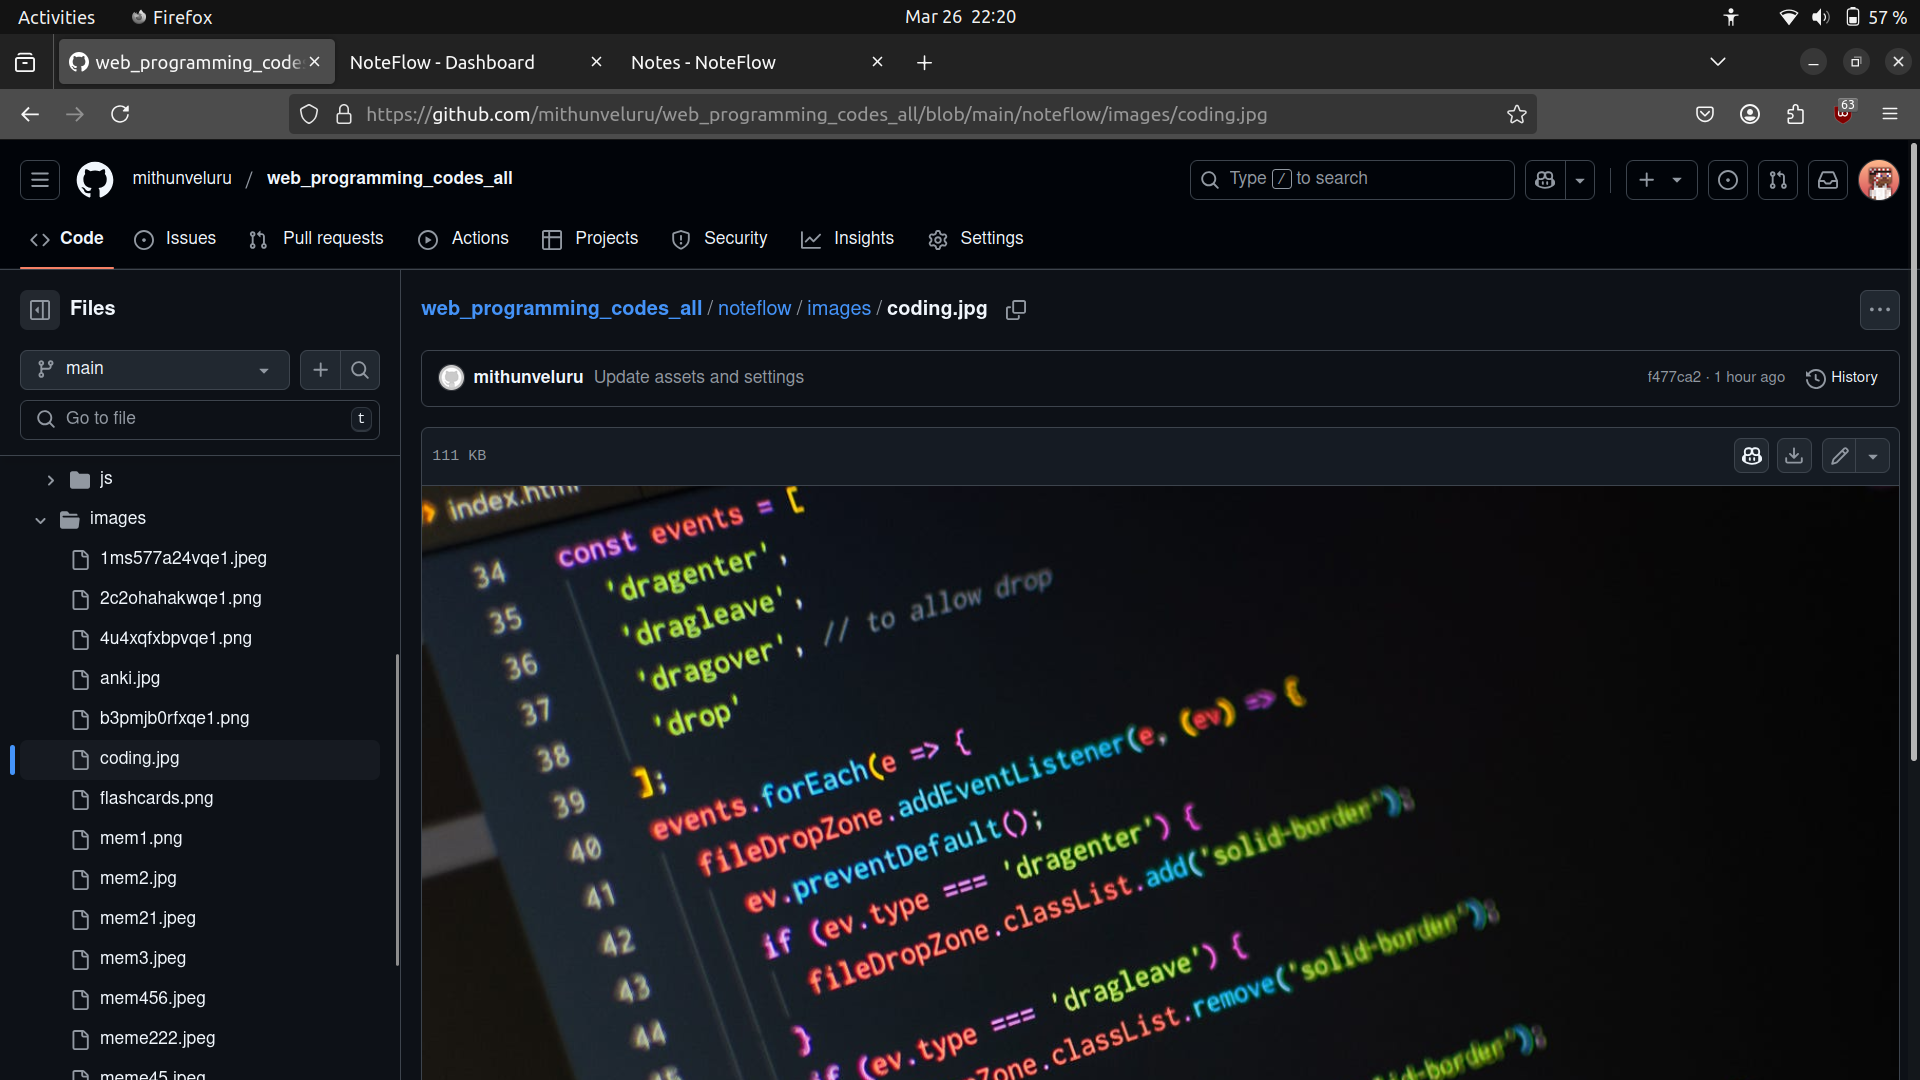 Activities
Firefox
Mar 26 22:20
57 %
web_programming_code
NoteFlow - Dashboard
Notes - NoteFlow
https://github.com/mithunveluru/web_programming_codes_all/blob/main/noteflow/images/coding.jpg
63
mithunveluru / web_programming_codes_all
Type / to search
Code
Issues
Pull requests
Actions
Projects
Security
Insights
Settings
Files
main
Go to file
t
js
images
1ms577a24vqe1.jpeg
2c2ohahakwqe1.png
4u4xqfxbpvqe1.png
anki.jpg
b3pmjb0rfxqe1.png
coding.jpg
flashcards.png
mem1.png
mem2.jpg
mem21.jpeg
mem3.jpeg
mem456.jpeg
meme222.jpeg
meme45.jpeg
web_programming_codes_all / noteflow / images / coding.jpg
mithunveluru Update assets and settings
f477ca2 · 1 hour ago
History
111 KB
index.html
34 const events = [
35 'dragenter',
36 'dragleave',
37 'dragover', // to allow drop
38 'drop'
39 ];
40 events.forEach(e => {
41 fileDropZone.addEventListener(e, (ev) => {
42 ev.preventDefault();
43 if (ev.type === 'dragenter') {
44 fileDropZone.classList.add('solid-border');
45 }
if (ev.type === 'dragleave') {
.classList.remove('solid-border');